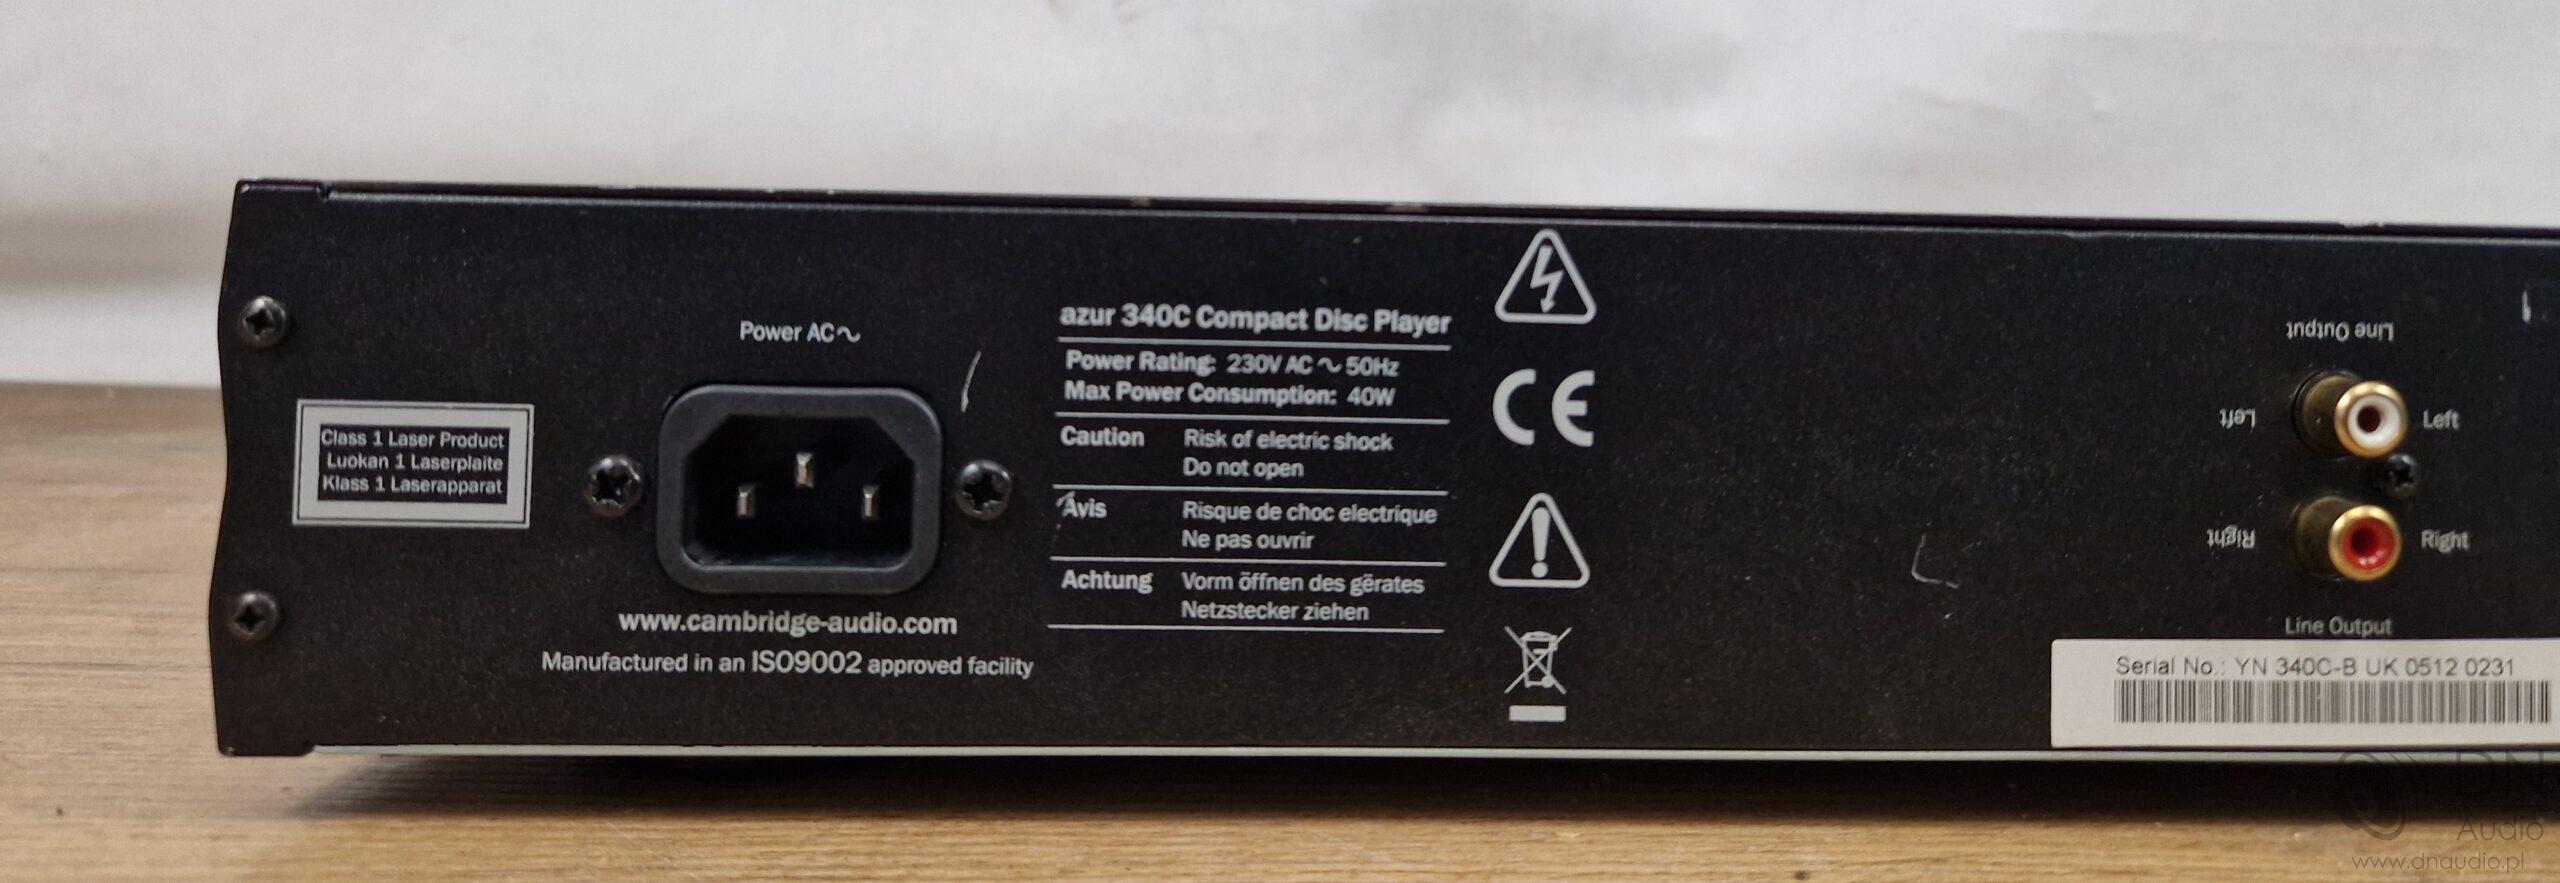 Class 1 Laser Product
Luokan 1 Laserplaite
Klass 1 Laserapparat
Power AC~
www.cambridge-audio.com
Manufactured in an ISO9002 approved facility
azur 340C Compact Disc Player
Power Rating: 230V AC ~ 50Hz
Max Power Consumption: 40W
Caution Risk of electric shock
Do not open
Avis Risque de choc electrique
Ne pas ouvrir
Achtung Vorm öffnen des gërates
Netzstecker ziehen
CE
Line Output
Left Left
Right Right
Line Output
Serial No.: YN 340C-B UK 0512 0231
DN
Audio
www.dnaudio.pl